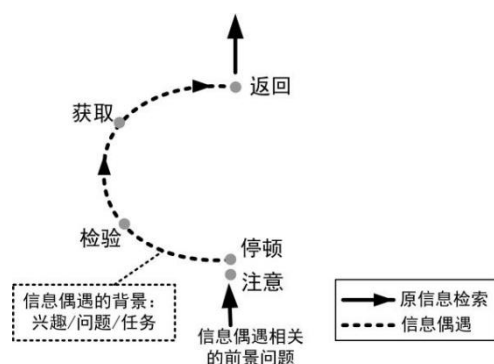 返回
获取
检验
停顿
注意
信息偶遇的背景：
兴趣/问题/任务
信息偶遇相关
的前景问题
原信息检索
信息偶遇